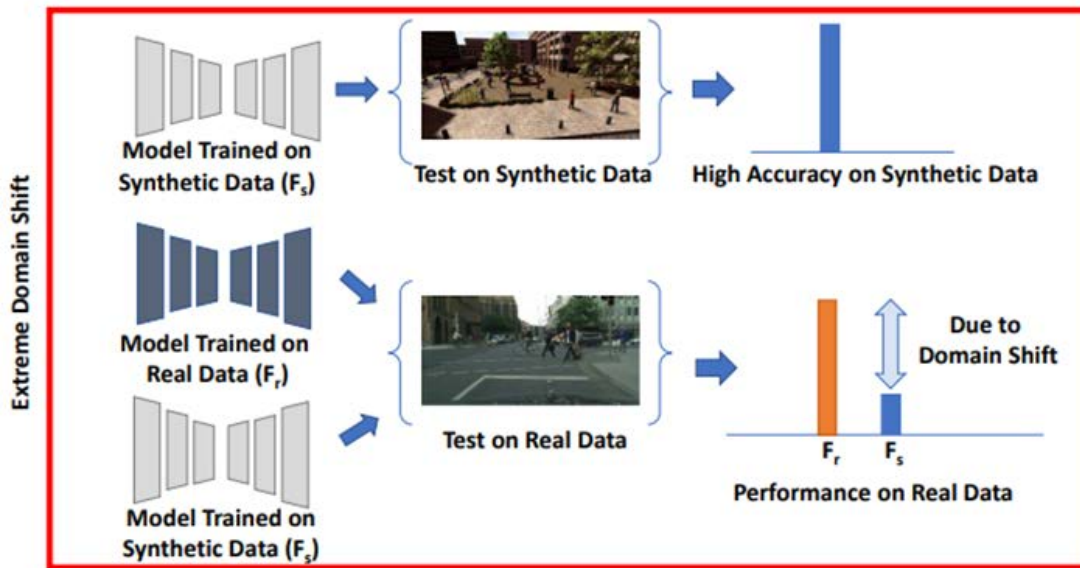 Extreme Domain Shift
Model Trained on
Synthetic Data (Fₛ)
Test on Synthetic Data
High Accuracy on Synthetic Data
Model Trained on
Real Data (Fᵣ)
Test on Real Data
Due to
Domain Shift
Fᵣ Fₛ
Performance on Real Data
Model Trained on
Synthetic Data (Fₛ)